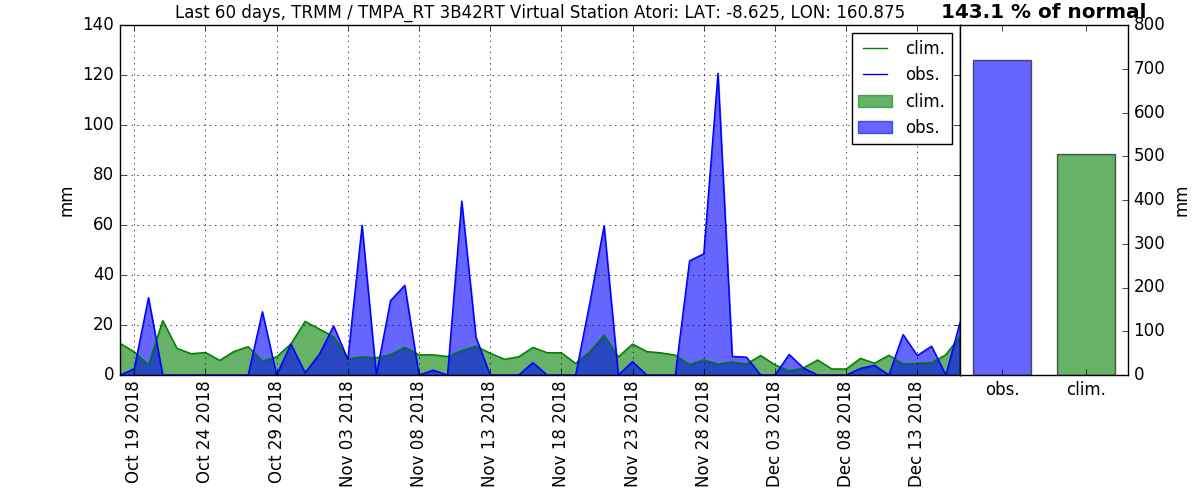 Last 60 days, TRMM / TMPA_RT 3B42RT Virtual Station Atori: LAT: -8.625, LON: 160.875
143.1 % of normal
140
120
100
80
60
40
20
0
mm
clim.
obs.
clim.
obs.
800
700
600
500
400
300
200
100
0
mm
obs.
clim.
Oct 19 2018
Oct 24 2018
Oct 29 2018
Nov 03 2018
Nov 08 2018
Nov 13 2018
Nov 18 2018
Nov 23 2018
Nov 28 2018
Dec 03 2018
Dec 08 2018
Dec 13 2018